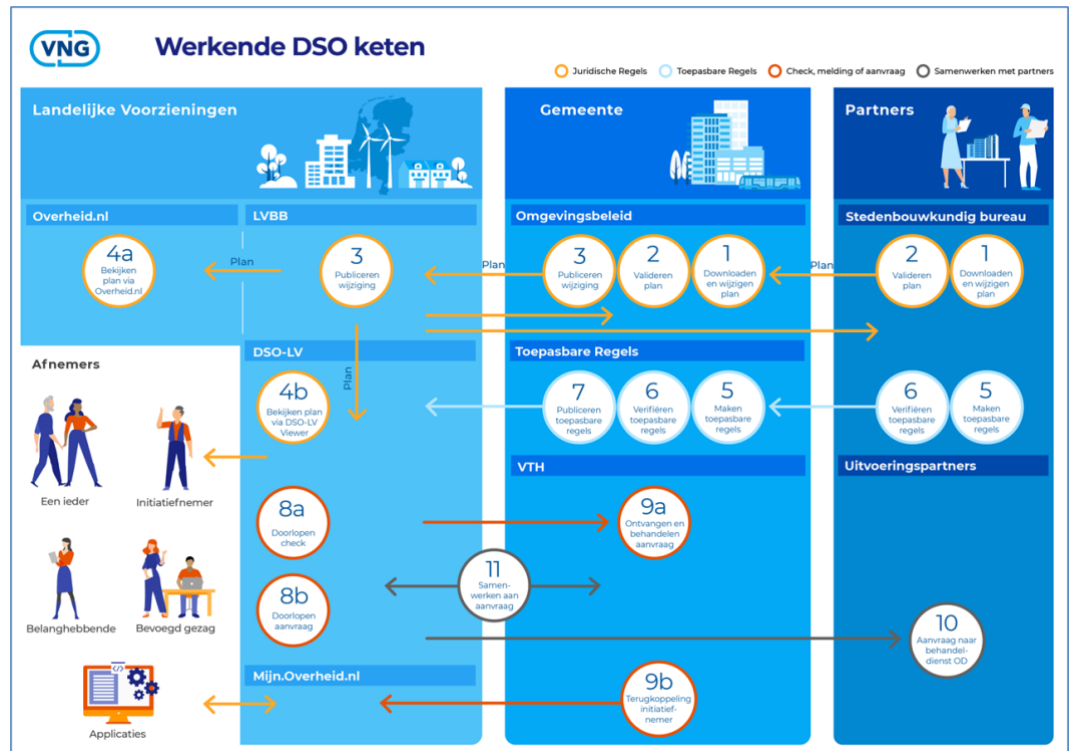 VNG
Werkende DSO keten
Juridische Regels
Toepasbare Regels
Check, melding of aanvraag
Samenwerken met partners
Landelijke Voorzieningen
Gemeente
Partners
Overheid.nl
LVBB
Omgevingsbeleid
Stedenbouwkundig bureau
4a
Bekijken
plan via
Overheid.nl
Plan
3
Publiceren
wijziging
Plan
3
Publiceren
wijziging
2
Valideren
plan
1
Downloaden
en wijzigen
plan
Plan
2
Valideren
plan
1
Downloaden
en wijzigen
plan
Plan
DSO-LV
Toepasbare Regels
Afnemers
4b
Bekijken plan
via DSO-LV
Viewer
7
Publiceren
toepasbare
regels
6
Verifiëren
toepasbare
regels
5
Maken
toepasbare
regels
6
Verifiëren
toepasbare
regels
5
Maken
toepasbare
regels
Een ieder
Initiatiefnemer
VTH
Uitvoeringspartners
8a
Doorlopen
check
9a
Ontvangen en
behandelen
aanvraag
11
Samen-
werken aan
aanvraag
8b
Doorlopen
aanvraag
Belanghebbende
Bevoegd gezag
10
Aanvraag naar
behandel-
dienst OD
Mijn.Overheid.nl
9b
Terugkoppeling
initiatief-
nemer
</>
Applicaties